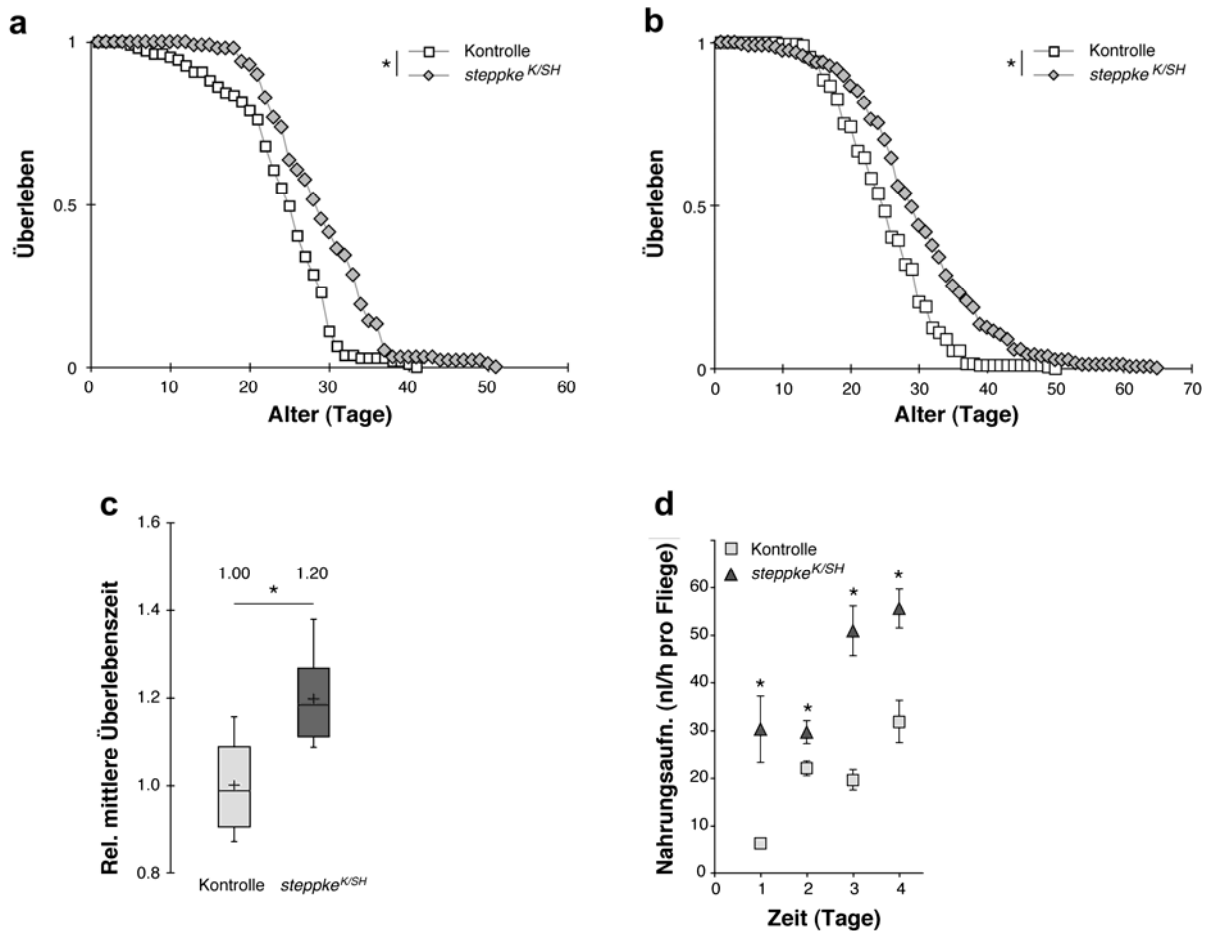 a
1
0.5
0
Überleben
* Kontrolle
steppke K/SH
0 10 20 30 40 50 60
Alter (Tage)
b
1
0.5
0
Überleben
* Kontrolle
steppke K/SH
0 10 20 30 40 50 60 70
Alter (Tage)
c
Rel. mittlere Überlebenszeit
1.6
1.4
1.2
1.0
0.8
1.00 * 1.20
Kontrolle steppke K/SH
d
Nahrungsaufn. (nl/h pro Fliege)
Kontrolle
steppke K/SH
60
50
40
30
20
10
0
* * * *
0 1 2 3 4
Zeit (Tage)